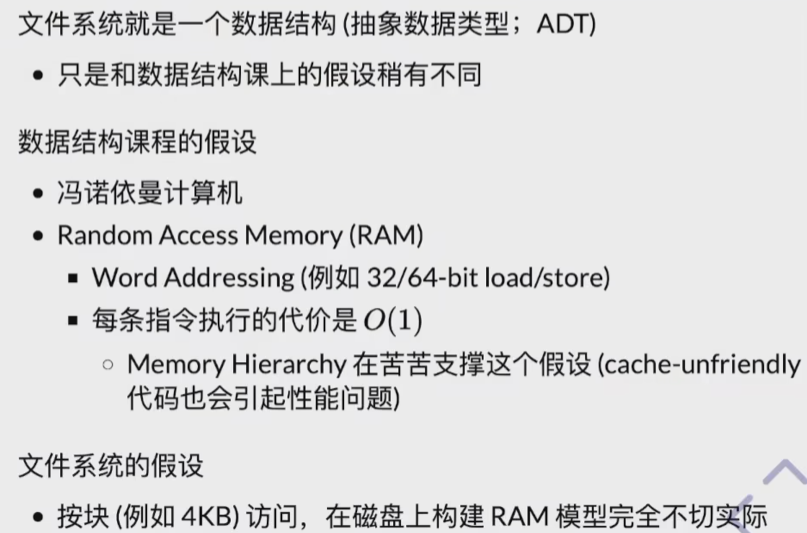 文件系统就是一个数据结构 (抽象数据类型；ADT)
• 只是和数据结构课上的假设稍有不同
数据结构课程的假设
• 冯诺依曼计算机
• Random Access Memory (RAM)
▪ Word Addressing (例如 32/64-bit load/store)
▪ 每条指令执行的代价是 O(1)
◦ Memory Hierarchy 在苦苦支撑这个假设 (cache-unfriendly
代码也会引起性能问题)
文件系统的假设
• 按块 (例如 4KB) 访问，在磁盘上构建 RAM 模型完全不切实际